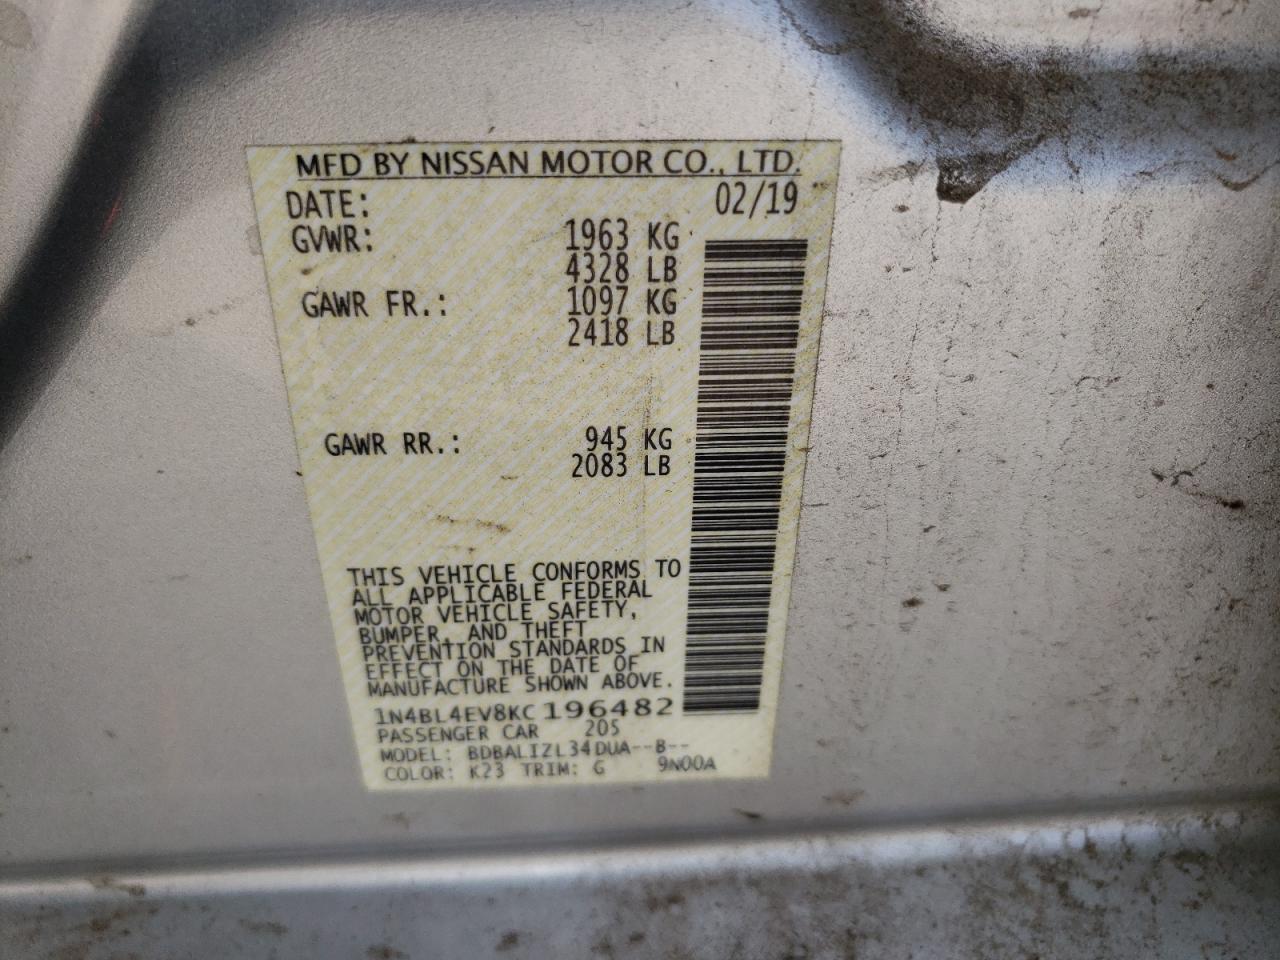 MFD BY NISSAN MOTOR CO., LTD.
DATE: 02/19
GVWR: 1963 KG
4328 LB
GAWR FR.: 1097 KG
2418 LB
GAWR RR.: 945 KG
2083 LB
THIS VEHICLE CONFORMS TO
ALL APPLICABLE FEDERAL
MOTOR VEHICLE SAFETY,
BUMPER, AND THEFT
PREVENTION STANDARDS IN
EFFECT ON THE DATE OF
MANUFACTURE SHOWN ABOVE.
1N4BL4EV8KC196482
PASSENGER CAR 205
MODEL: BDBALIZL34DUA--B--
COLOR: K23 TRIM: G 9N00A